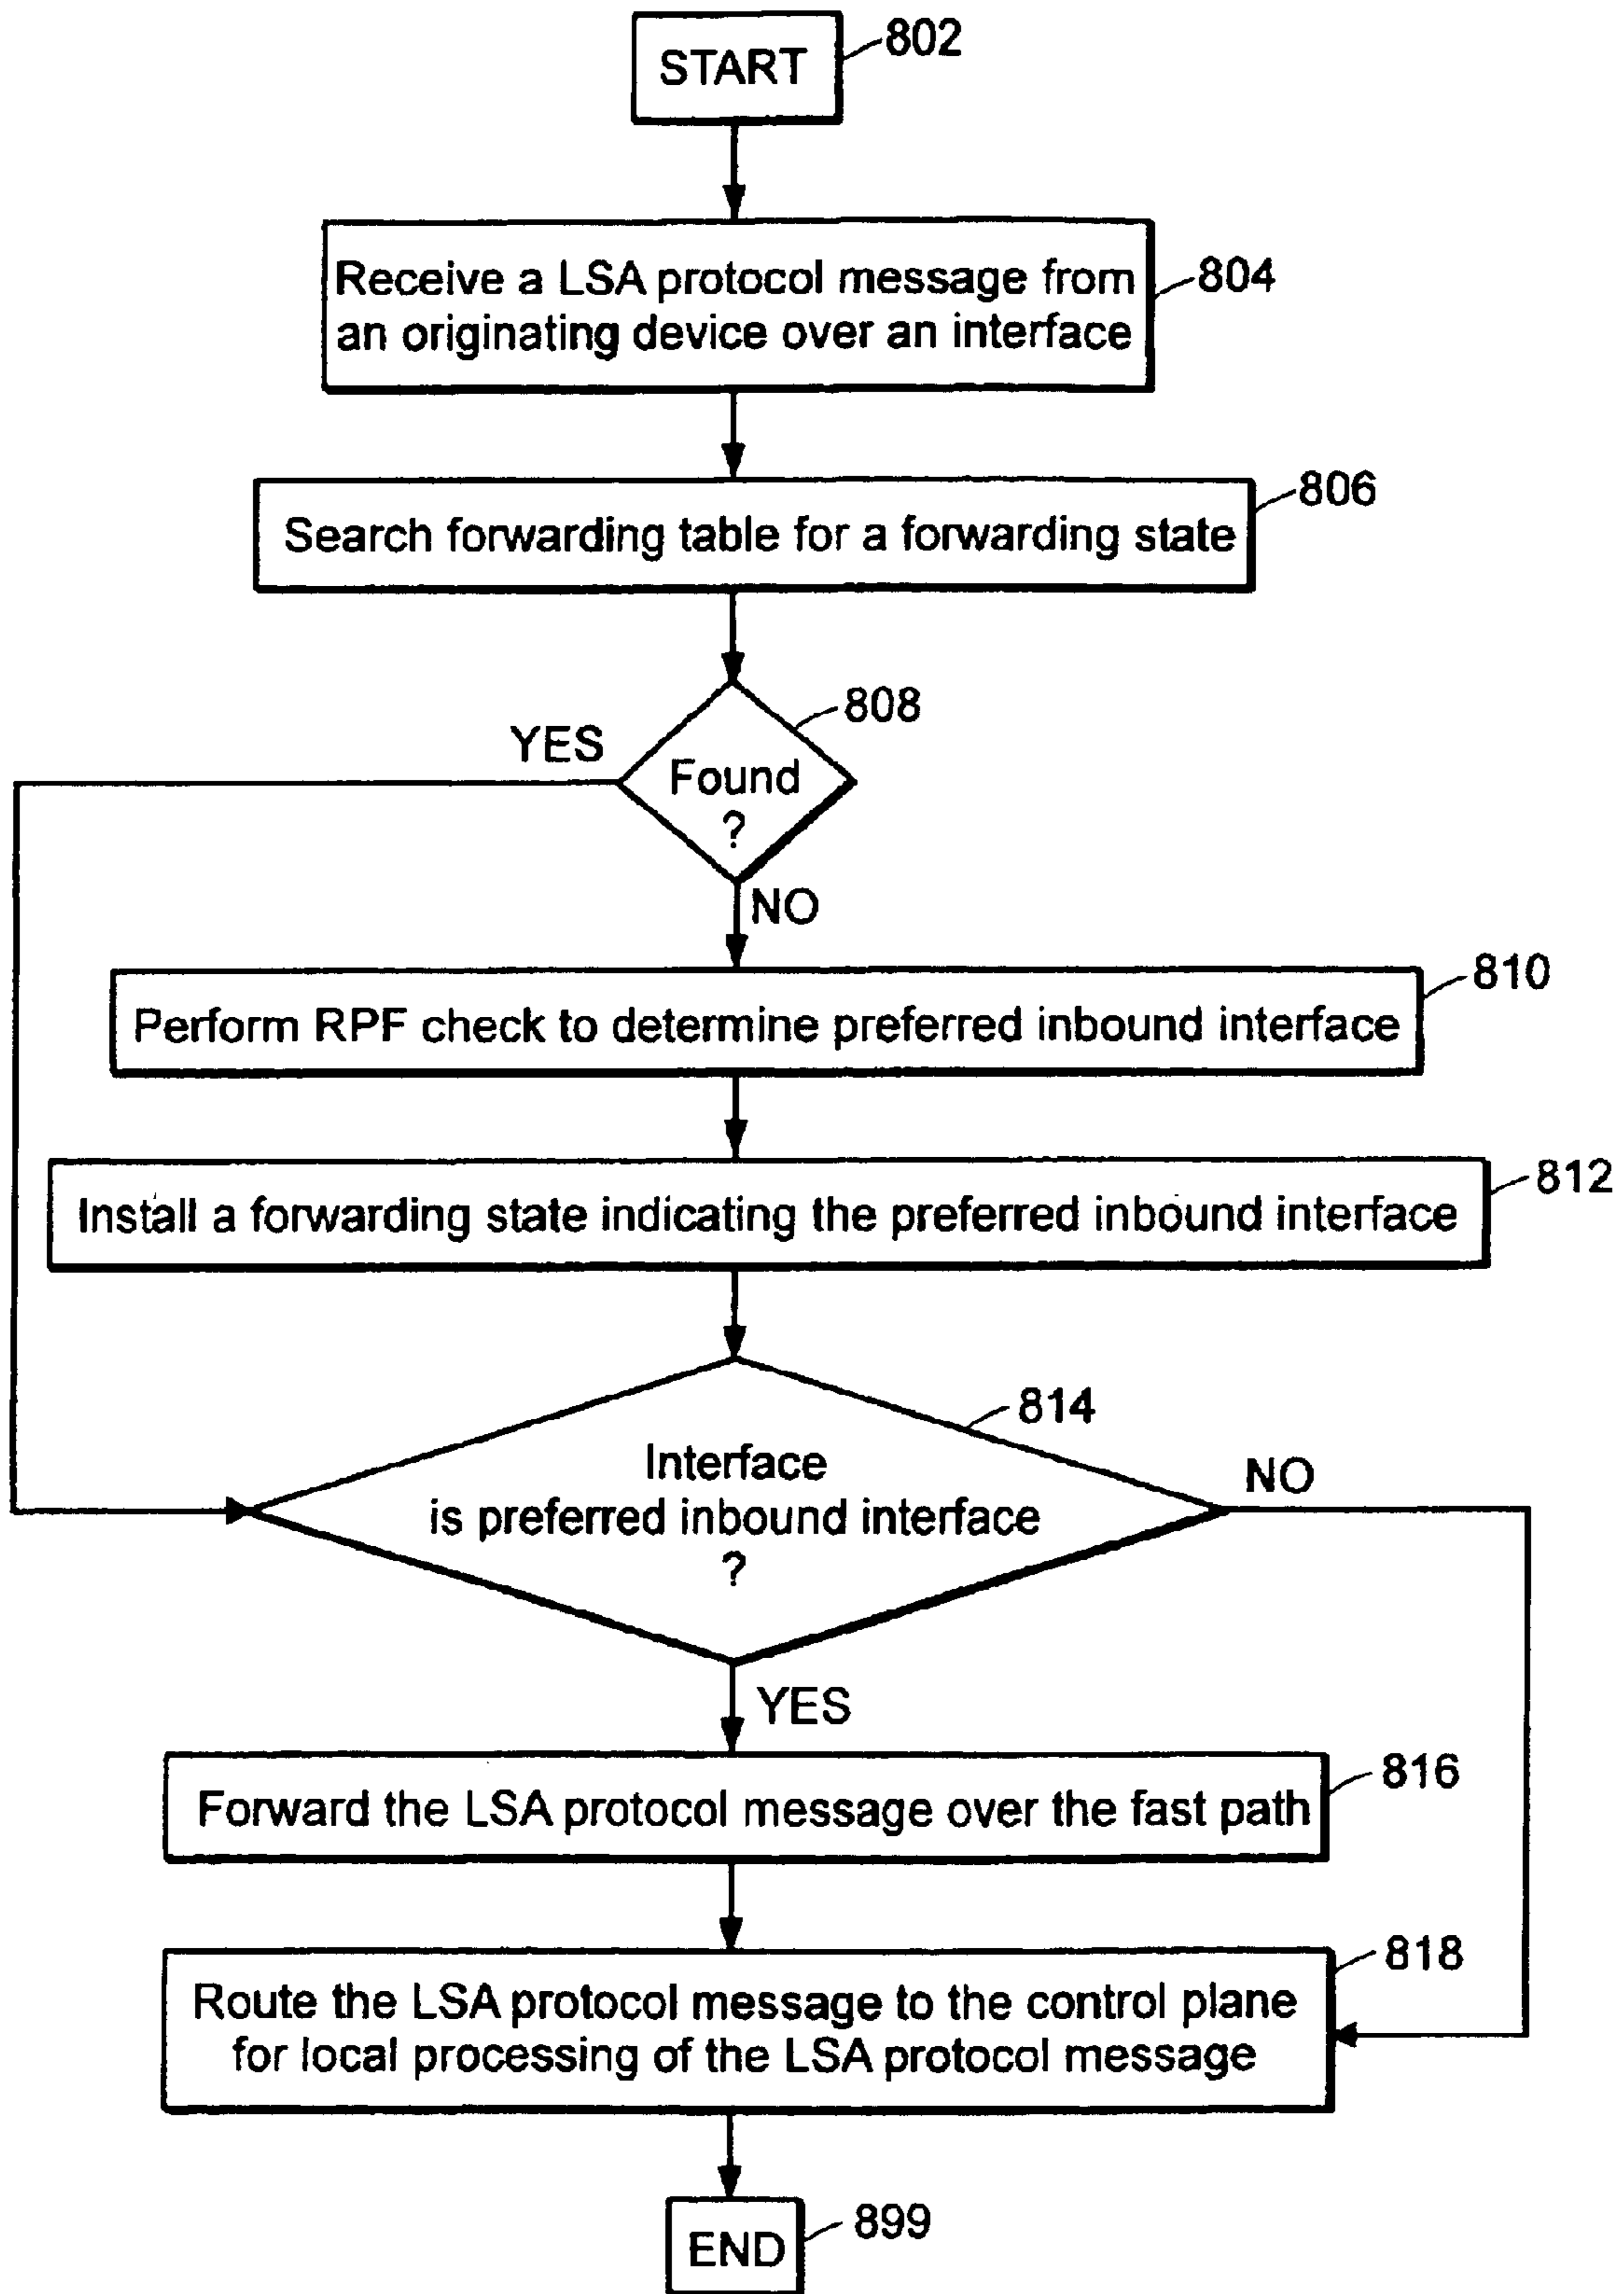 START
802
Receive a LSA protocol message from
an originating device over an interface
804
Search forwarding table for a forwarding state
806
808
YES
Found
?
NO
810
Perform RPF check to determine preferred inbound interface
812
Install a forwarding state indicating the preferred inbound interface
814
Interface
is preferred inbound interface
?
NO
YES
816
Forward the LSA protocol message over the fast path
818
Route the LSA protocol message to the control plane
for local processing of the LSA protocol message
END
899